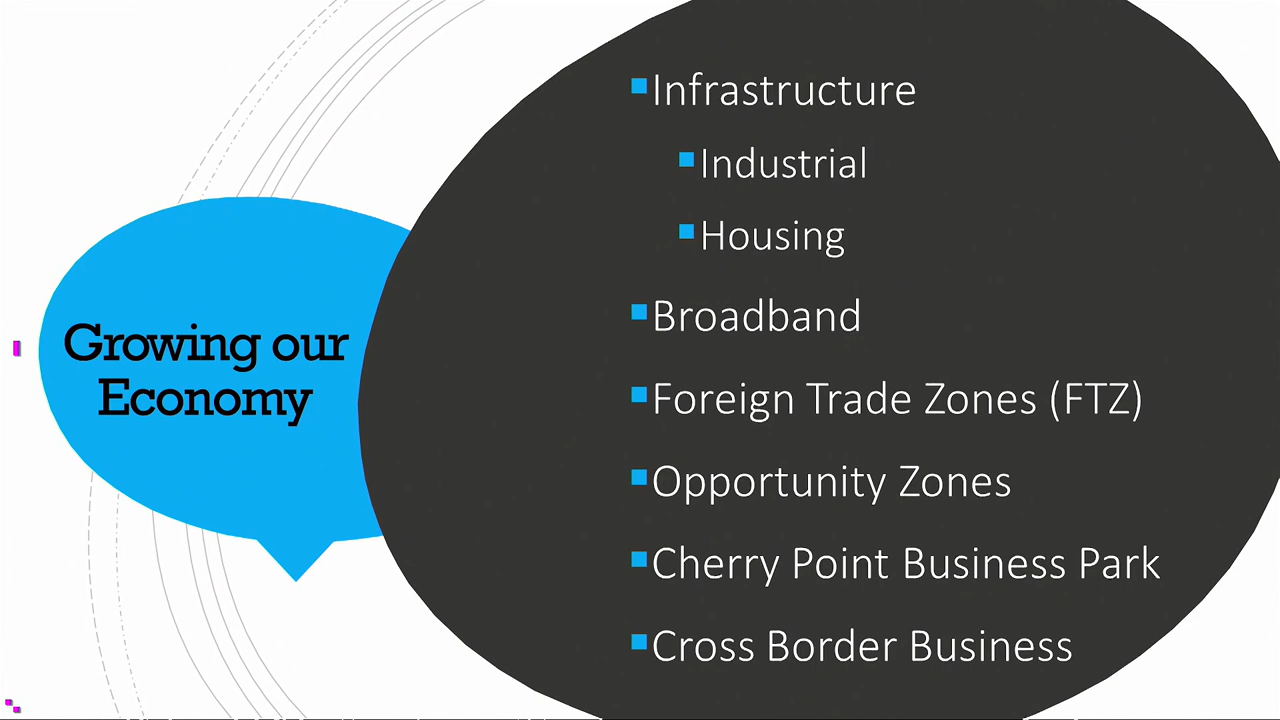 Growing our
Economy
Infrastructure
Industrial
Housing
Broadband
Foreign Trade Zones (FTZ)
Opportunity Zones
Cherry Point Business Park
Cross Border Business